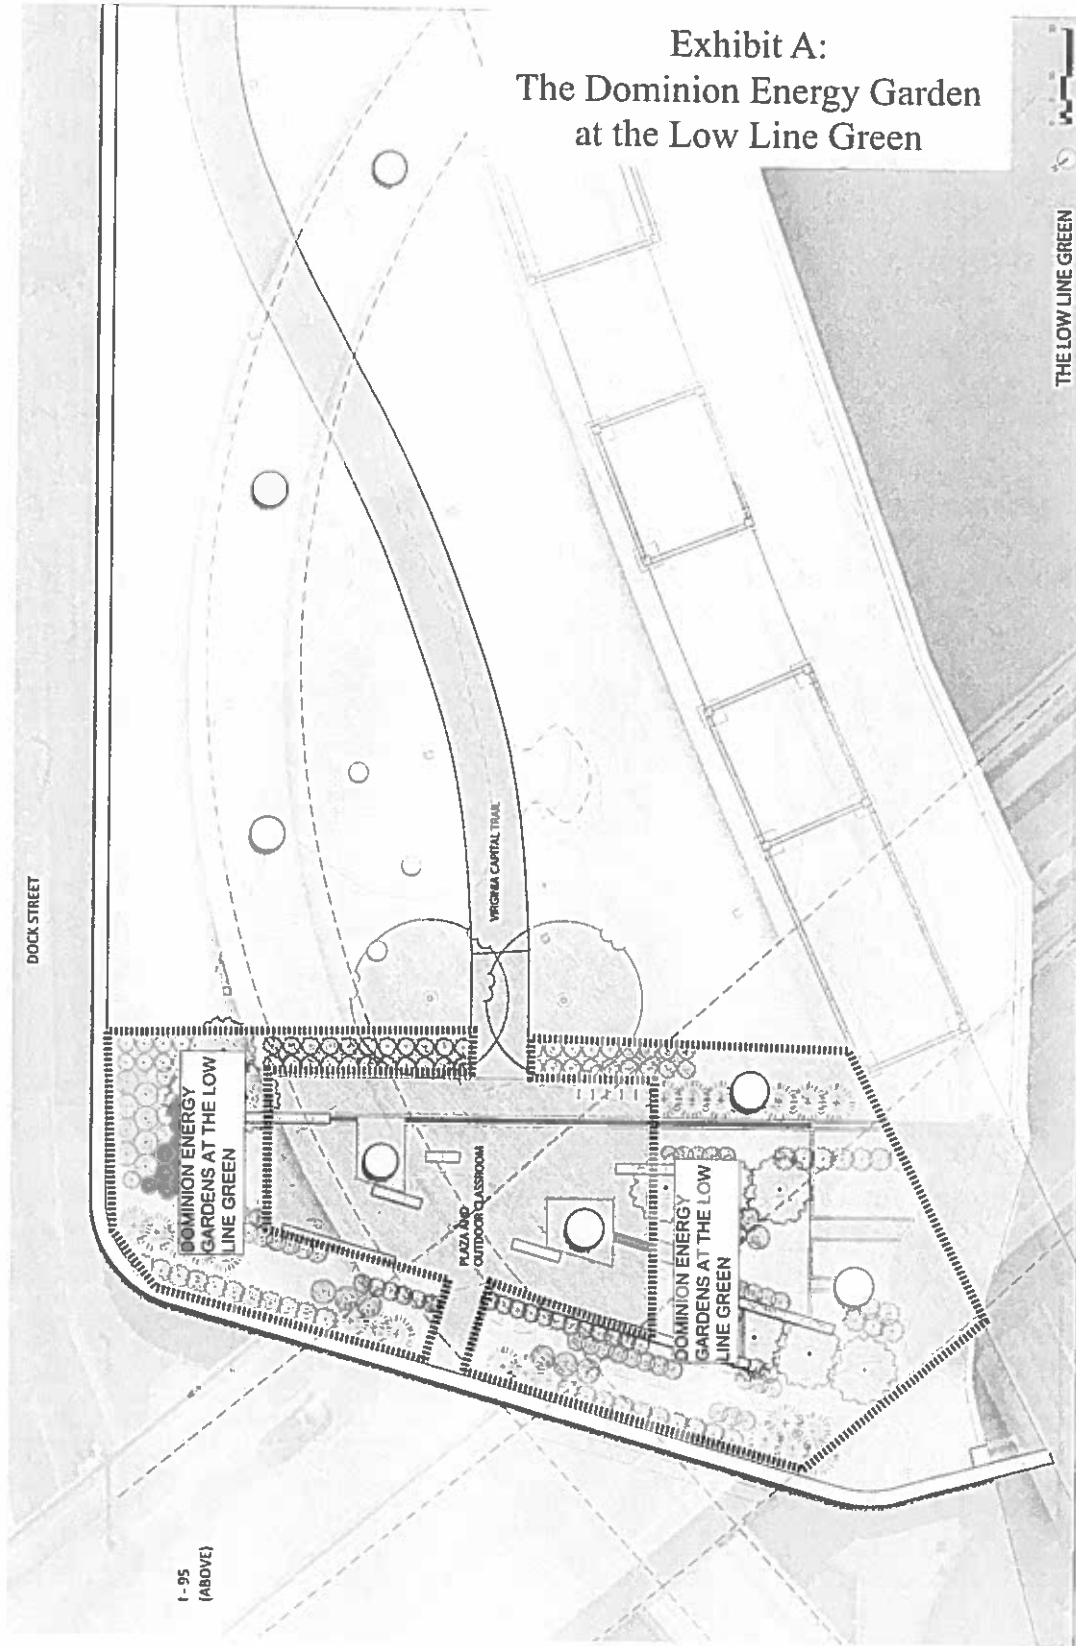 Exhibit A:
The Dominion Energy Garden
at the Low Line Green
DOCK STREET
VIRGINIA CAPITAL TRAIL
DOMINION ENERGY
GARDENS AT THE LOW
LINE GREEN
PLAZA AND
OUTDOOR CLASSROOM
DOMINION ENERGY
GARDENS AT THE LOW
LINE GREEN
I - 95
(ABOVE)
THE LOW LINE GREEN